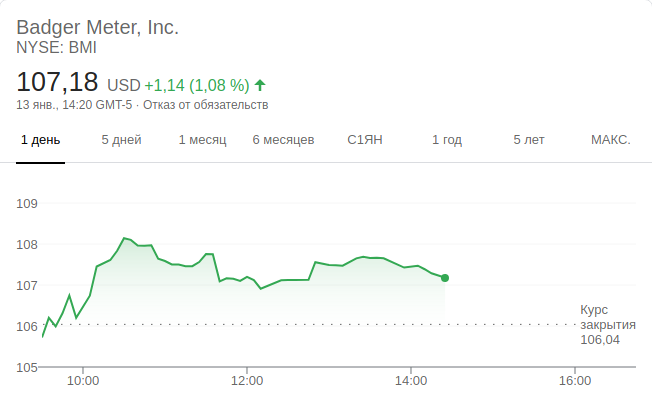 Badger Meter, Inc.
NYSE: BMI
107,18 USD +1,14 (1,08 %)
13 янв., 14:20 GMT-5 · Отказ от обязательств
1 день 5 дней 1 месяц 6 месяцев С1ЯН 1 год 5 лет МАКС.
109
108
107
106
105
Курс
закрытия
106,04
10:00 12:00 14:00 16:00